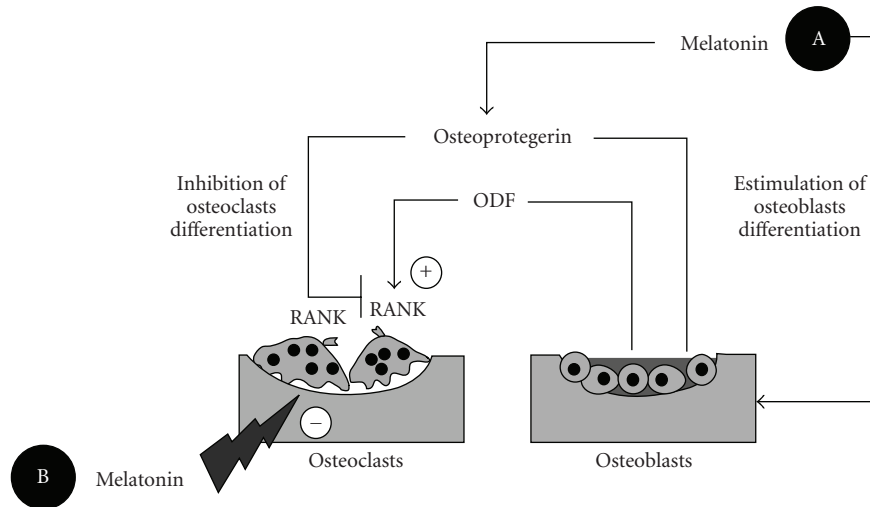 Melatonin
A
Osteoprotegerin
Inhibition of
osteoclasts
differentiation
ODF
Estimulation of
osteoblasts
differentiation
+
RANK
RANK
−
Osteoclasts
Osteoblasts
B
Melatonin